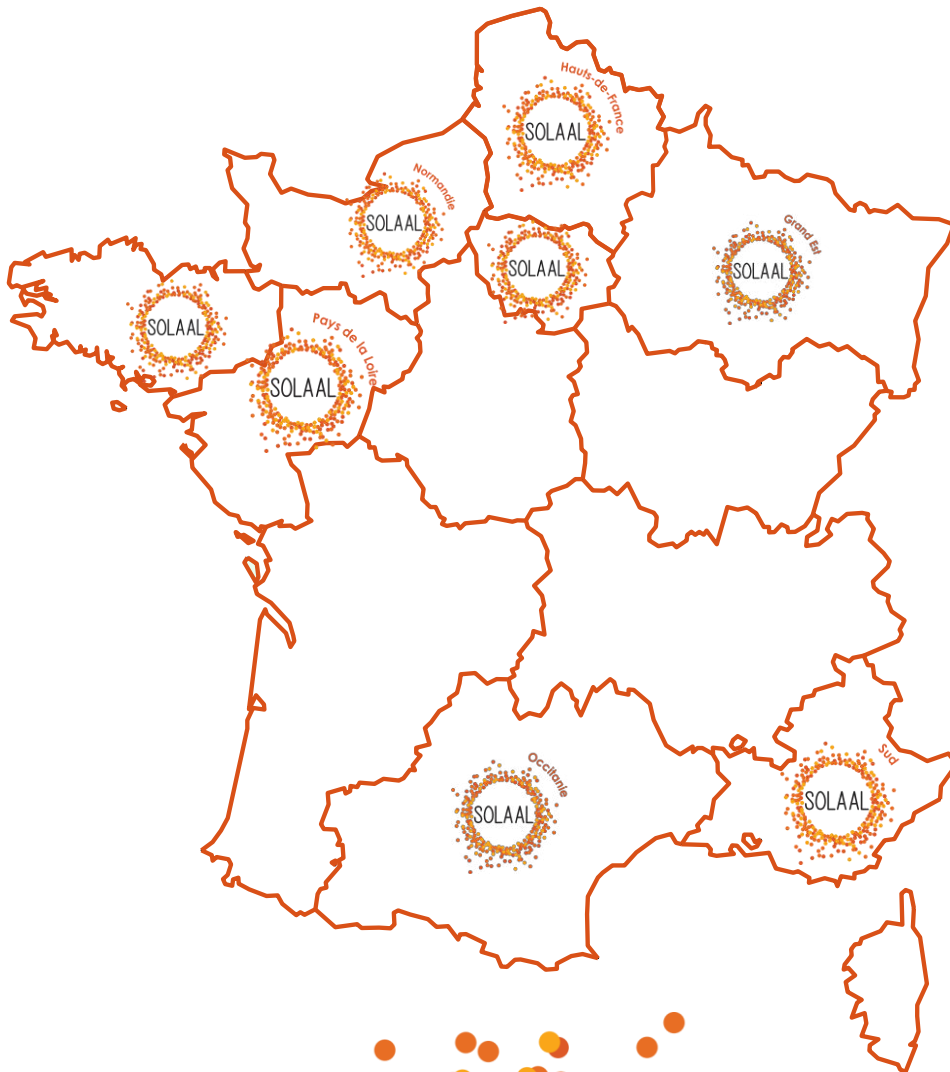 Hauts-de-France
SOLAAL
Normandie
SOLAAL
SOLAAL
Grand Est
SOLAAL
SOLAAL
Pays de la Loire
SOLAAL
Occitanie
SOLAAL
Sud
SOLAAL